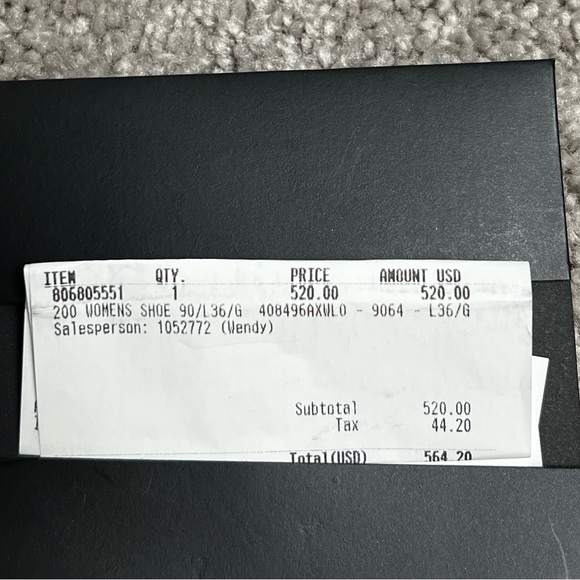 ITEM QTY. PRICE AMOUNT USD
806805551 1 520.00 520.00
200 WOMENS SHOE 90/L36/G 408496AXWL0 - 9064 - L36/G
Salesperson: 1052772 (Wendy)
Subtotal 520.00
Tax 44.20
Total(USD) 564.20